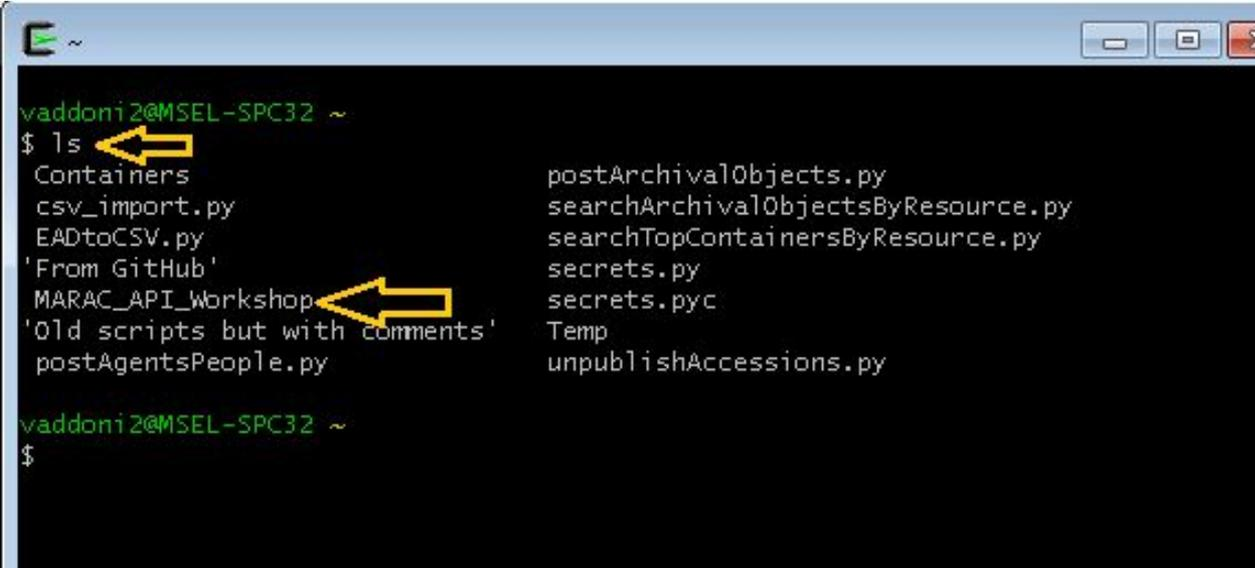 ~
vaddoni2@MSEL-SPC32 ~
$ ls
Containers postArchivalObjects.py
csv_import.py searchArchivalObjectsByResource.py
EADtoCSV.py searchTopContainersByResource.py
'From GitHub' secrets.py
MARAC_API_Workshop secrets.pyc
'Old scripts but with comments' Temp
postAgentsPeople.py unpublishAccessions.py
vaddoni2@MSEL-SPC32 ~
$